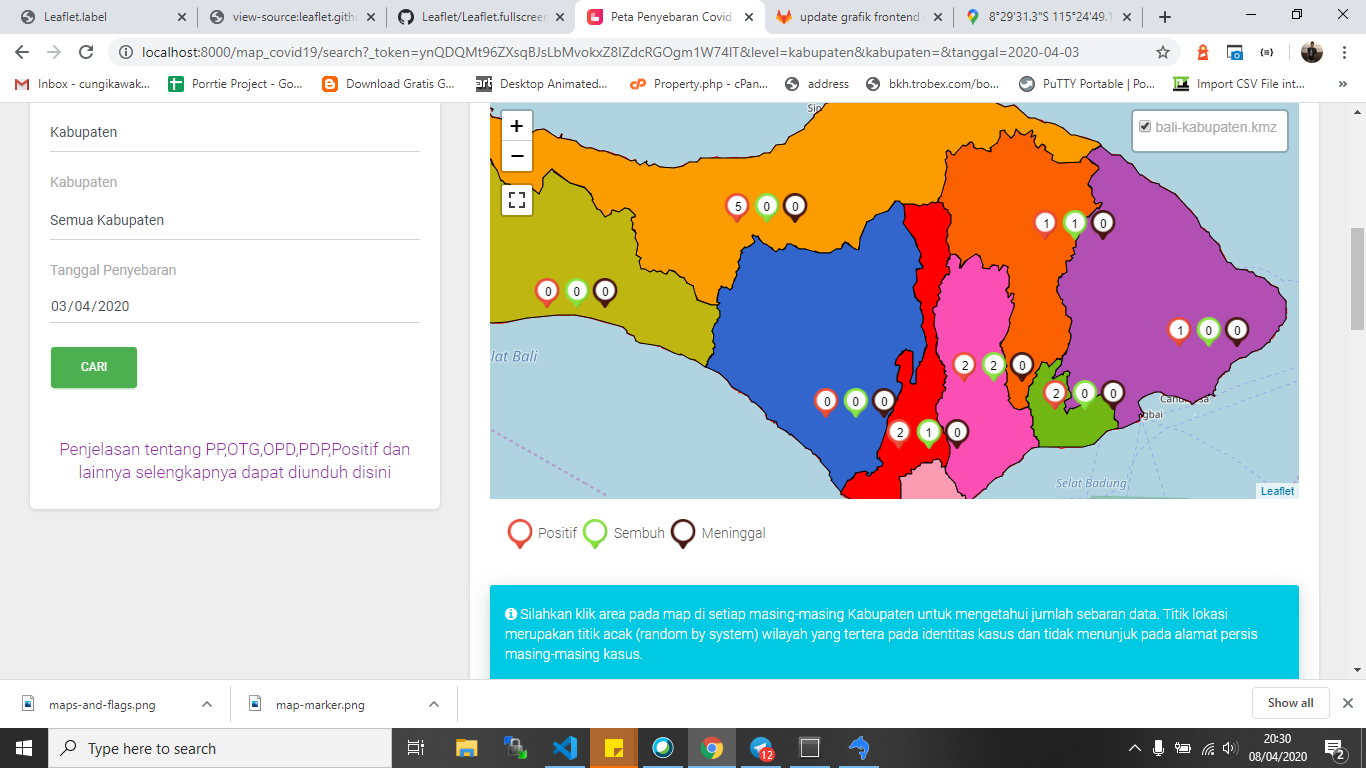 Leaflet.label
view-source:leaflet.githu
Leaflet/Leaflet.fullscreen
Peta Penyebaran Covid
update grafik frontend
8°29'31.3"S 115°24'49.1
localhost:8000/map_covid19/search?_token=ynQDQMt96ZXsqBJsLbMvokxZ8IZdcRGOgm1W74lT&level=kabupaten&kabupaten=&tanggal=2020-04-03
Inbox - cungikawak...
Porrtie Project - Go...
Download Gratis G...
Desktop Animated...
Property.php - cPan...
address
bkh.trobex.com/bo...
PuTTY Portable | Po...
Import CSV File int...
»
Kabupaten
Kabupaten
Semua Kabupaten
Tanggal Penyebaran
03/04/2020
CARI
Penjelasan tentang PP,OTG,OPD,PDP,Positif dan
lainnya selengkapnya dapat diunduh disini
+
−
bali-kabupaten.kmz
5 0 0
1 1 0
0 0 0
1 0 0
2 2 0
2 0 0
0 0 0
2 1 0
lat Bali
gbai
Selat Badung
Leaflet
Positif
Sembuh
Meninggal
Silahkan klik area pada map di setiap masing-masing Kabupaten untuk mengetahui jumlah sebaran data. Titik lokasi
merupakan titik acak (random by system) wilayah yang tertera pada identitas kasus dan tidak menunjuk pada alamat persis
masing-masing kasus.
maps-and-flags.png
map-marker.png
Show all
Type here to search
12
20:30
08/04/2020
2